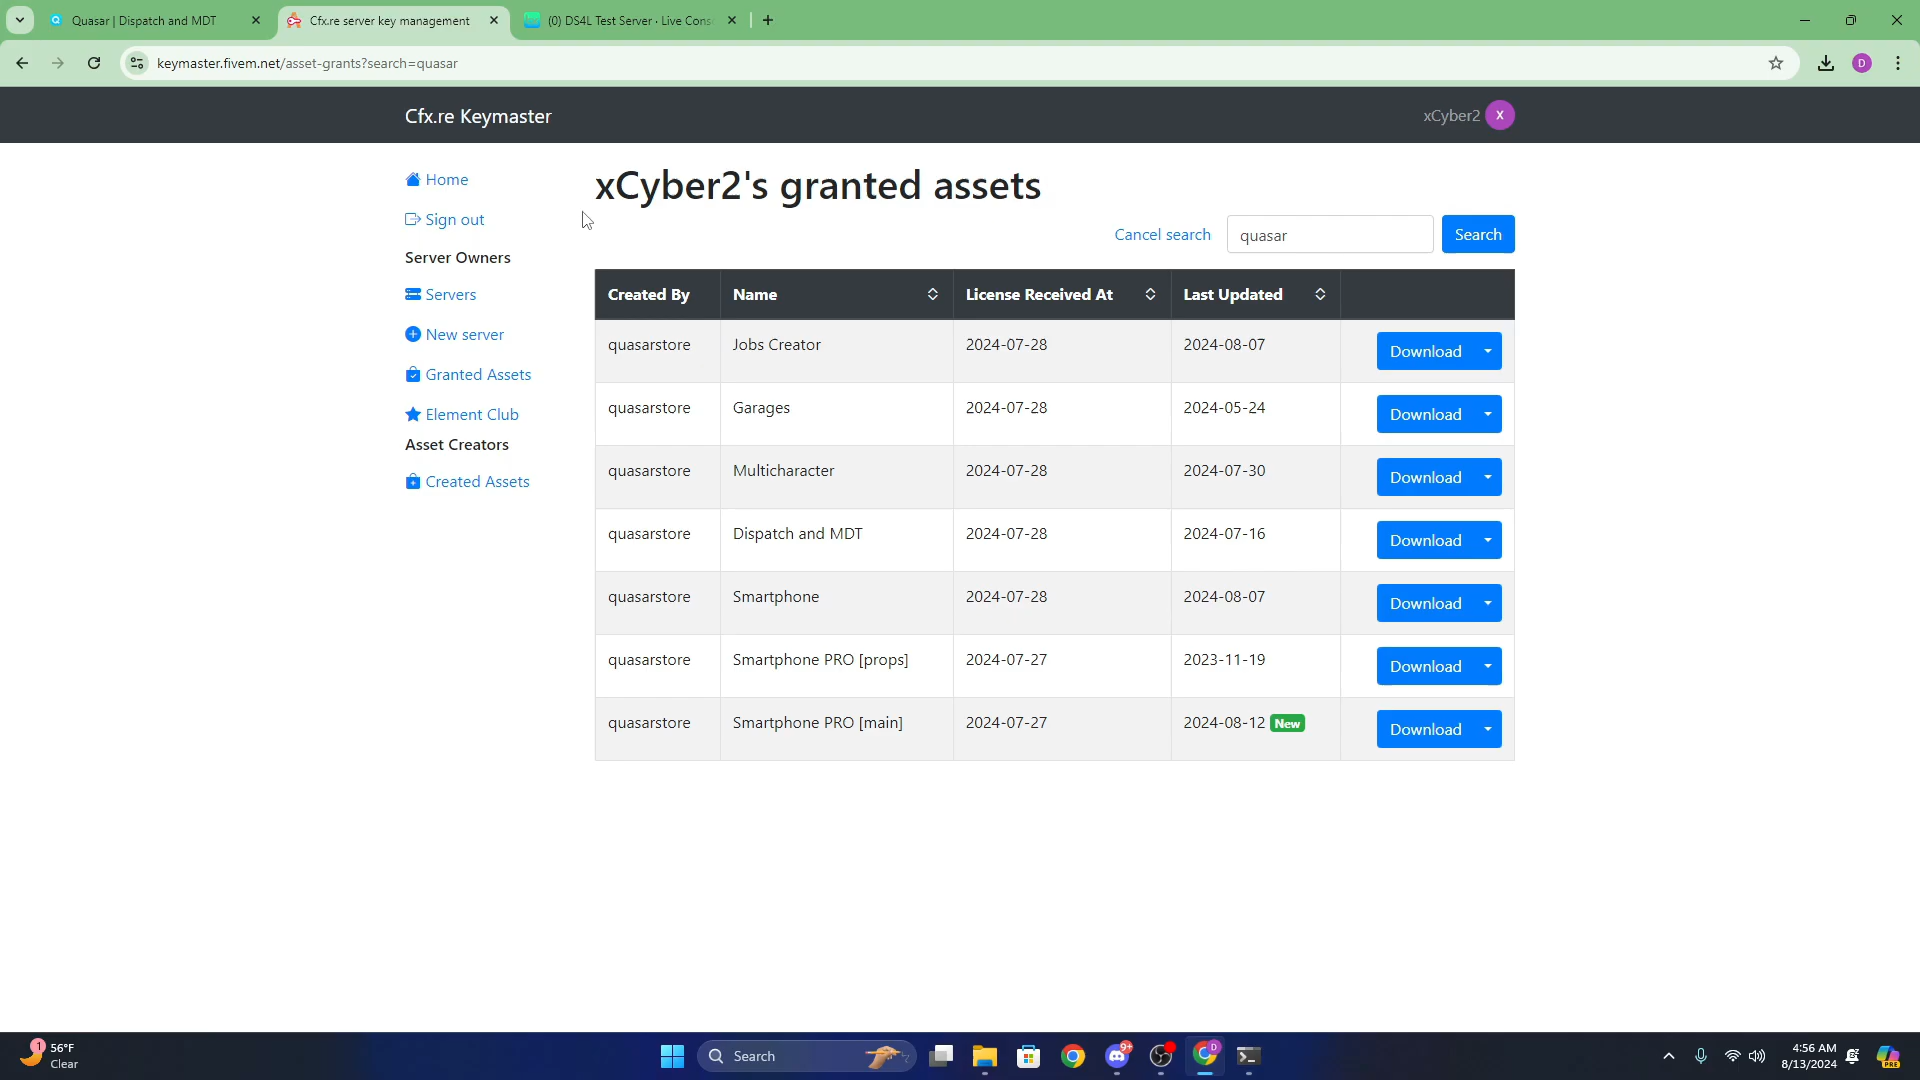 Quasar | Dispatch and MDT
Cfx.re server key management
(0) DS4L Test Server · Live Cons
keymaster.fivem.net/asset-grants?search=quasar
D
Cfx.re Keymaster
xCyber2 X
Home
Sign out
Server Owners
Servers
New server
Granted Assets
Element Club
Asset Creators
Created Assets
xCyber2's granted assets
Cancel search quasar Search
Created By Name License Received At Last Updated
quasarstore Jobs Creator 2024-07-28 2024-08-07 Download
quasarstore Garages 2024-07-28 2024-05-24 Download
quasarstore Multicharacter 2024-07-28 2024-07-30 Download
quasarstore Dispatch and MDT 2024-07-28 2024-07-16 Download
quasarstore Smartphone 2024-07-28 2024-08-07 Download
quasarstore Smartphone PRO [props] 2024-07-27 2023-11-19 Download
quasarstore Smartphone PRO [main] 2024-07-27 2024-08-12 New Download
1
56°F
Clear
Search
9+
D
4:56 AM
8/13/2024
PRE